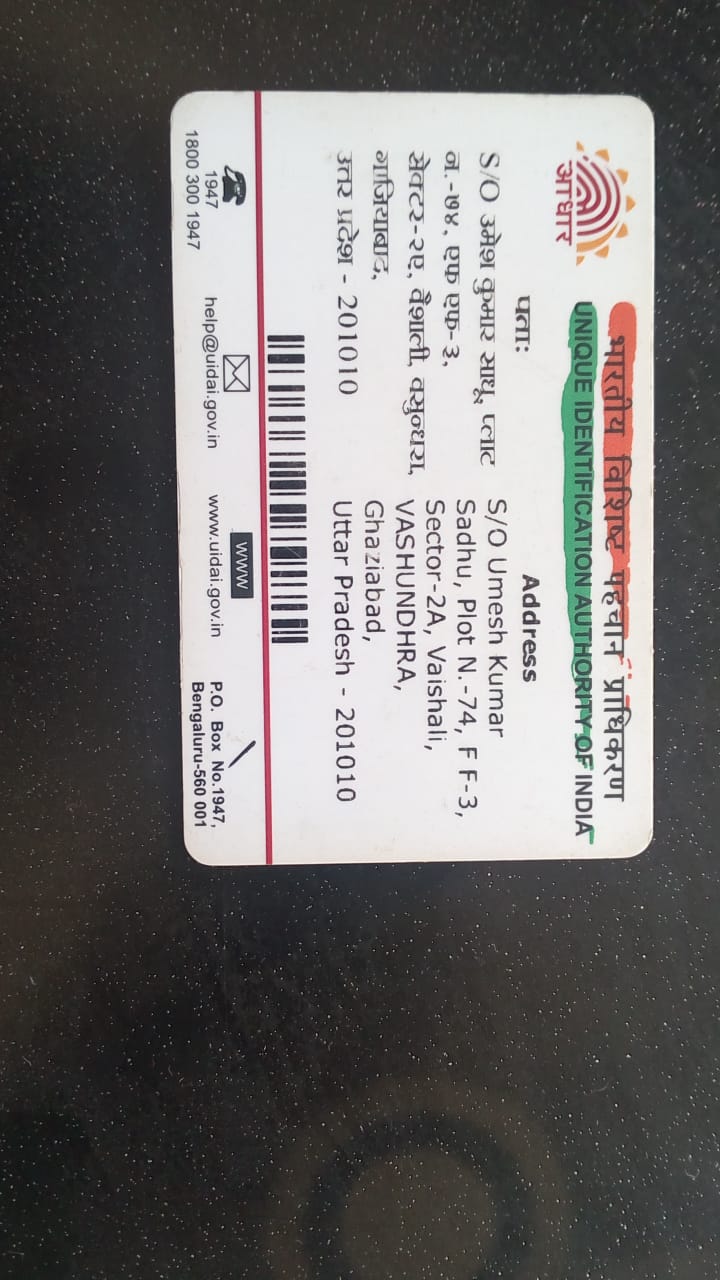 भारतीय विशिष्ट पहचान प्राधिकरण
UNIQUE IDENTIFICATION AUTHORITY OF INDIA
आधार
पता:
S/O उमेश कुमार साधू, प्लाट
न.-७४, एफ एफ-3,
सेक्टर-२ए, वैशाली, वसुन्धरा,
गाजियाबाद,
उत्तर प्रदेश - 201010
Address
S/O Umesh Kumar
Sadhu, Plot N.-74, F F-3,
Sector-2A, Vaishali,
VASHUNDHRA,
Ghaziabad,
Uttar Pradesh - 201010
1947
1800 300 1947
help@uidai.gov.in
www
www.uidai.gov.in
P.O. Box No.1947,
Bengaluru-560 001